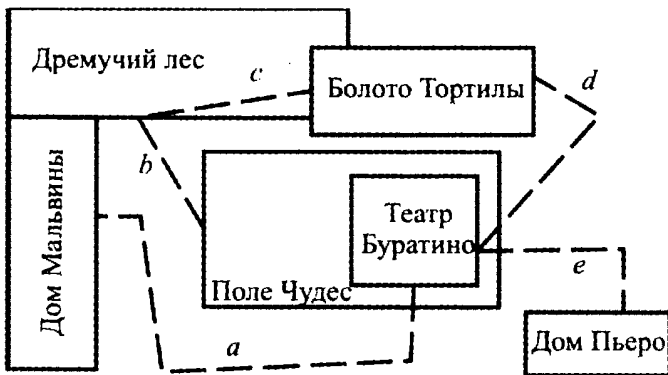 Дремучий лес
c
Болото Тортилы
d
Дом Мальвины
b
Театр
Буратино
Поле Чудес
e
a
Дом Пьеро